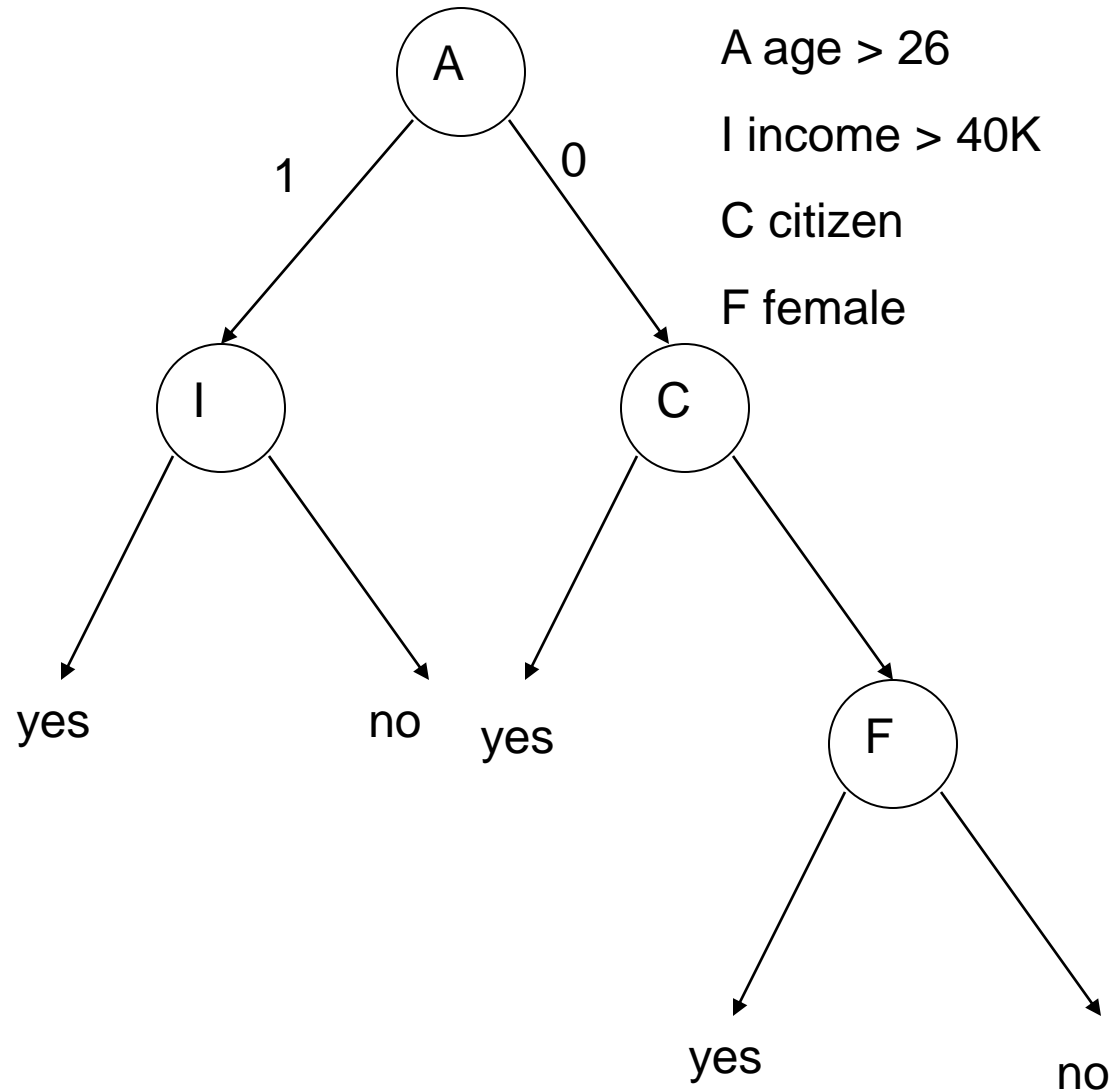 A
A age > 26
I income > 40K
C citizen
F female
1
0
I
C
yes
no
yes
F
yes
no